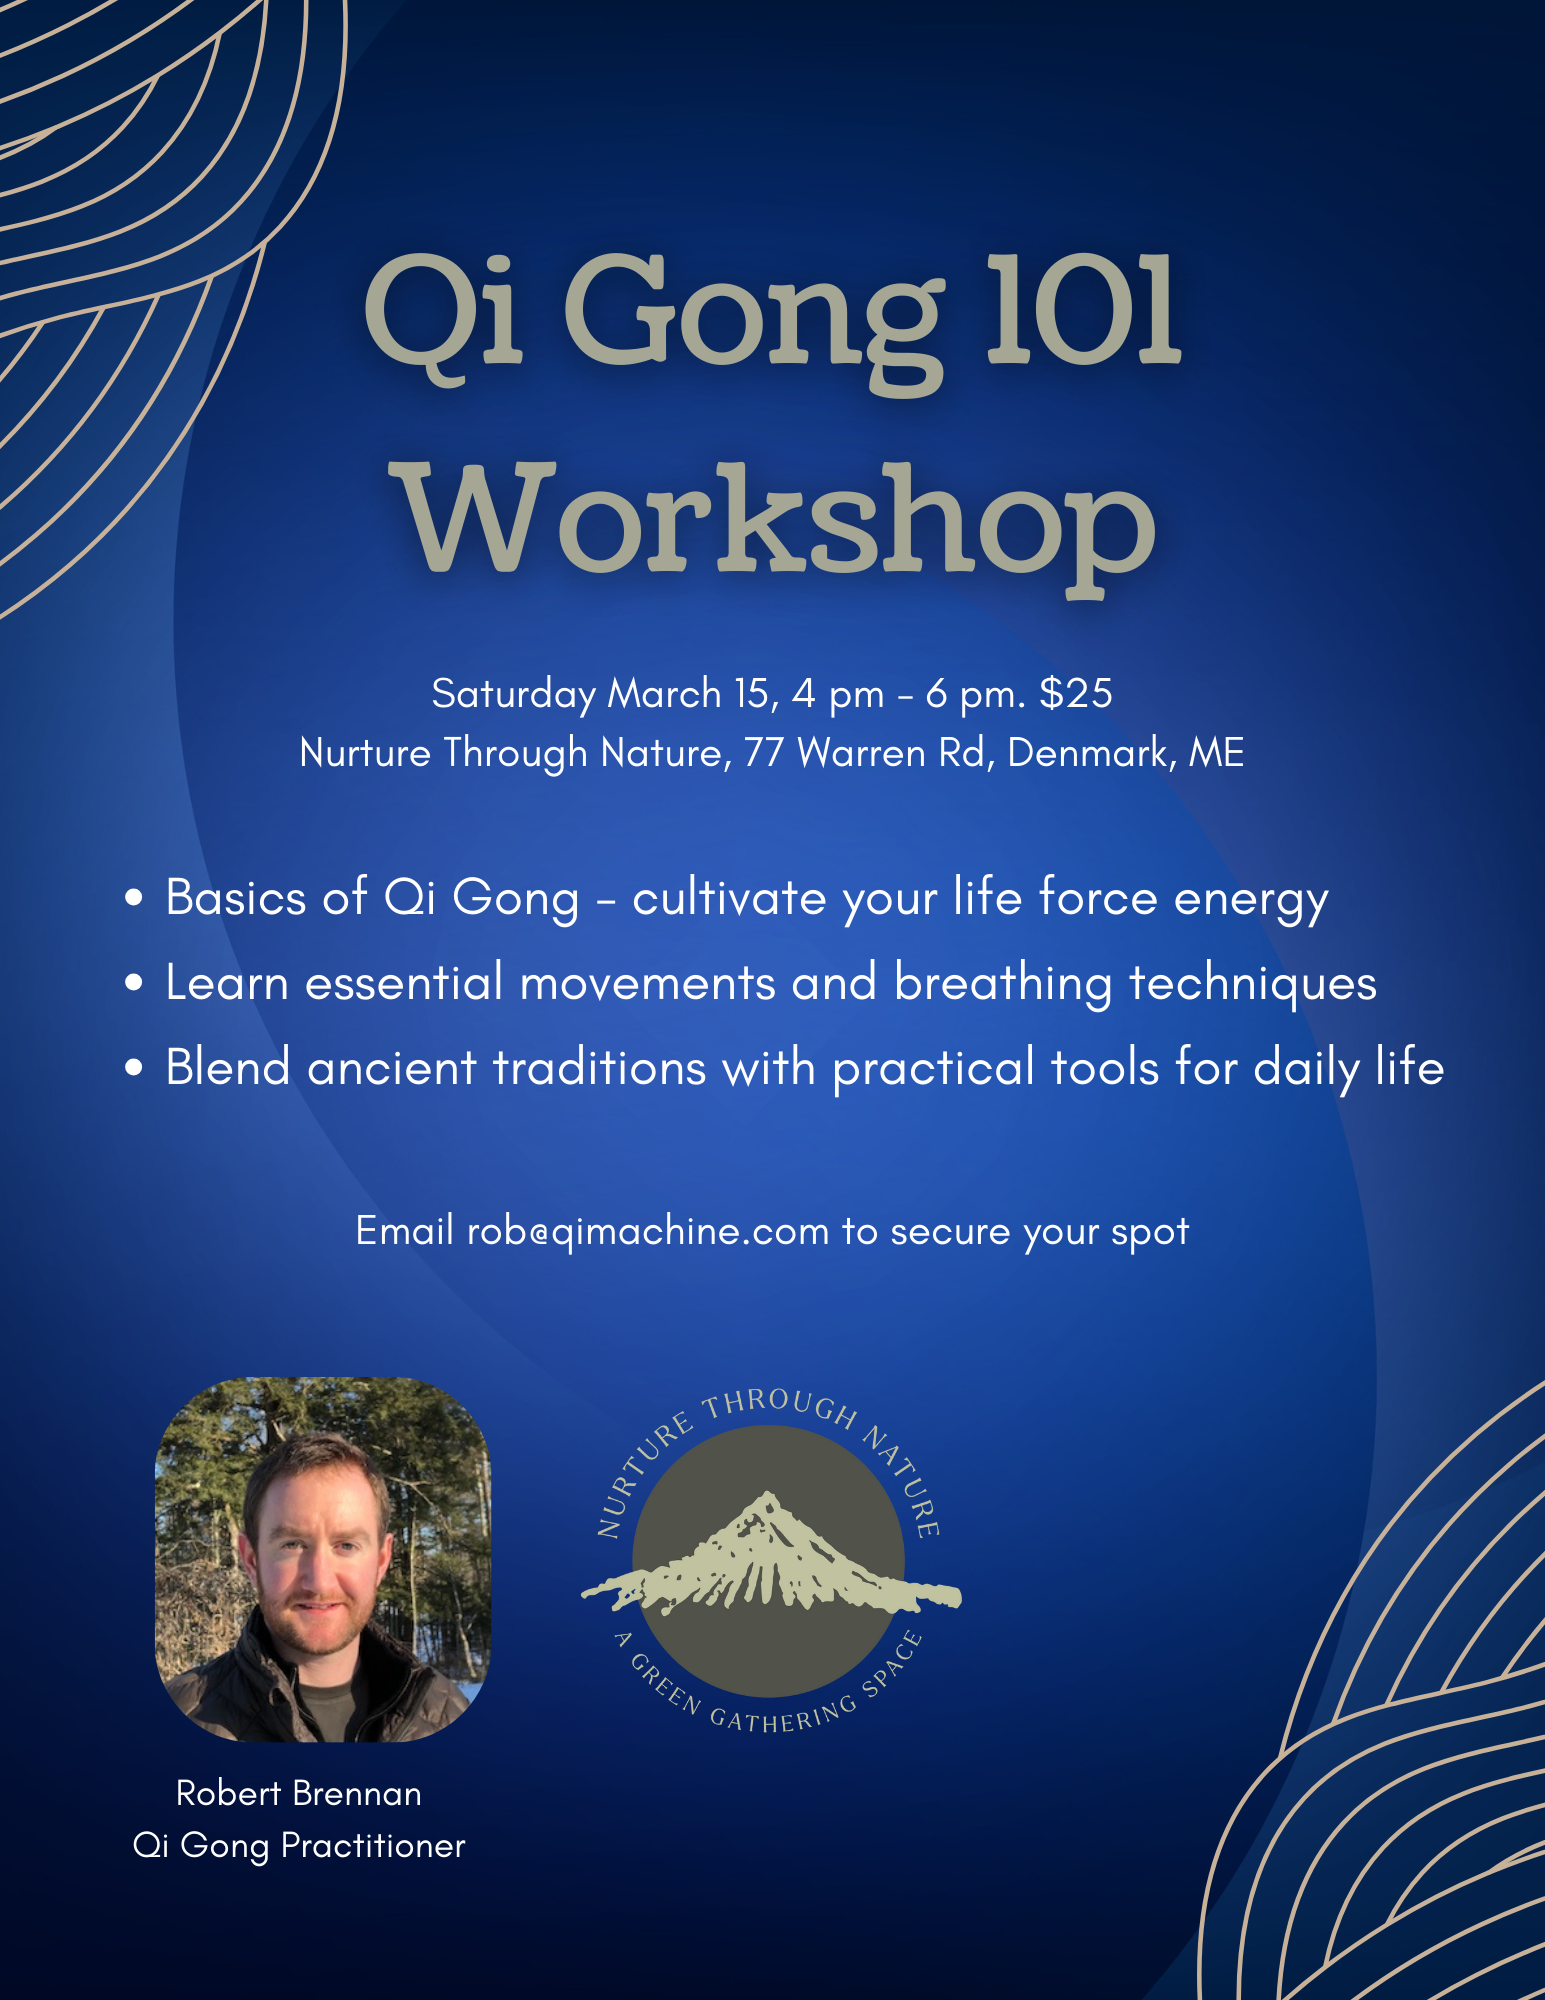 Qi Gong 101
Workshop
Saturday March 15, 4 pm - 6 pm. $25
Nurture Through Nature, 77 Warren Rd, Denmark, ME
• Basics of Qi Gong - cultivate your life force energy
• Learn essential movements and breathing techniques
• Blend ancient traditions with practical tools for daily life
Email rob@qimachine.com to secure your spot
NURTURE THROUGH NATURE
A GREEN GATHERING SPACE
Robert Brennan
Qi Gong Practitioner